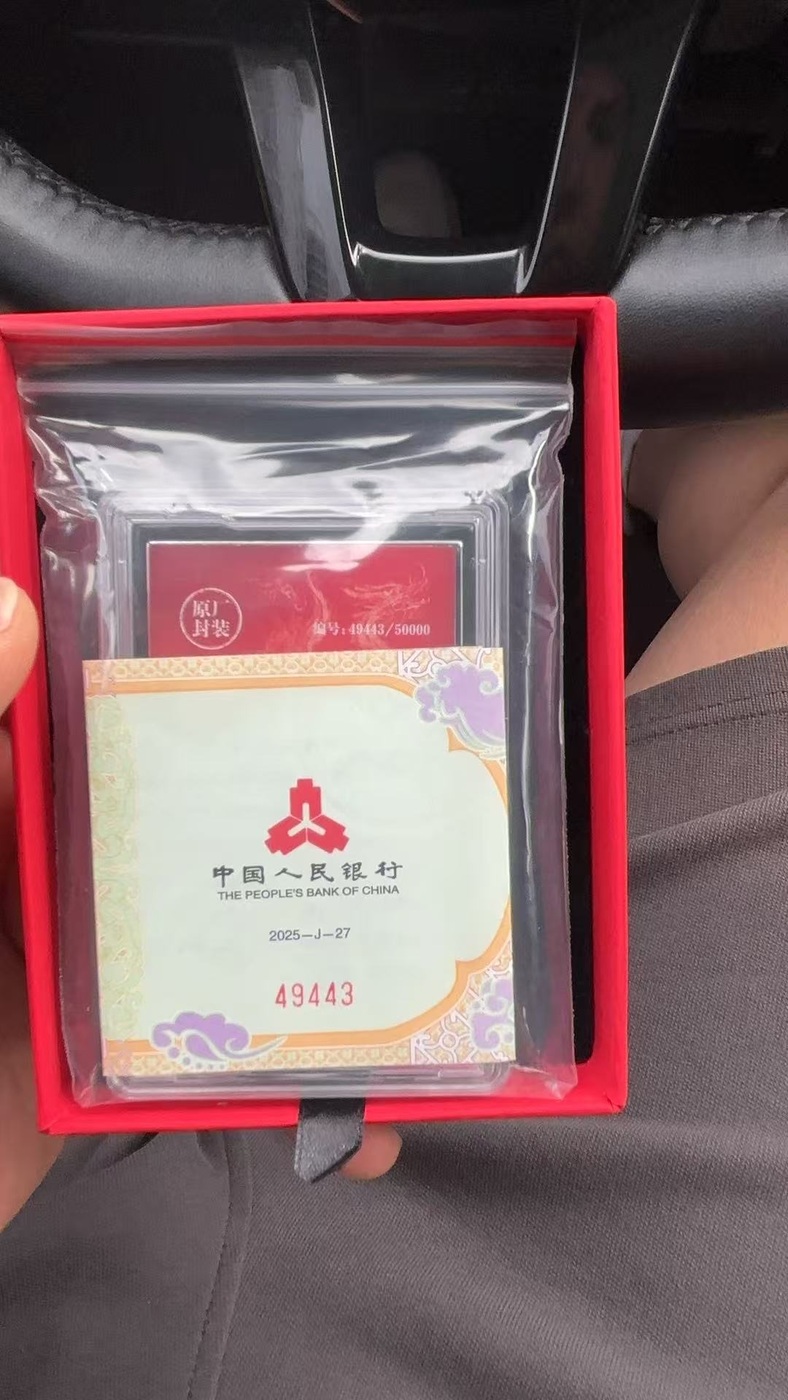 原厂
封装
编号:49443/50000
中国人民银行
THE PEOPLE'S BANK OF CHINA
2025—J—27
49443